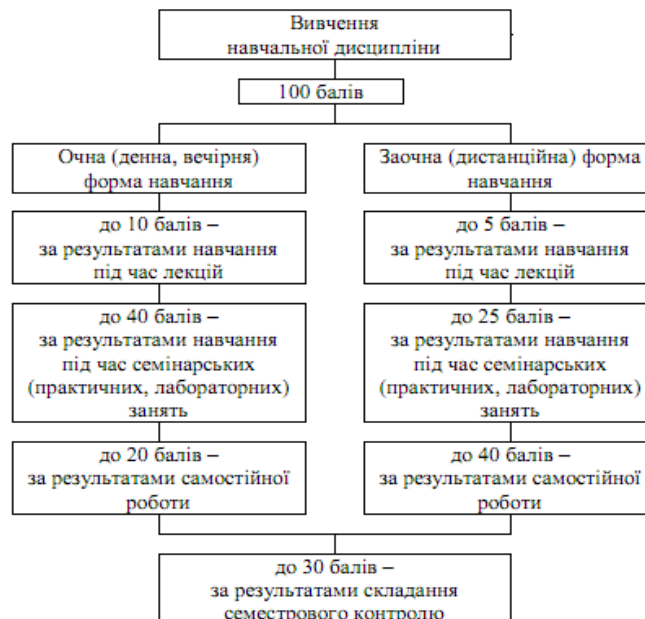 Вивчення
навчальної дисципліни
100 балів
Очна (денна, вечірня)
форма навчання
до 10 балів –
за результатами навчання
під час лекцій
до 40 балів –
за результатами навчання
під час семінарських
(практичних, лабораторних)
занять
до 20 балів –
за результатами самостійної
роботи
Заочна (дистанційна) форма
навчання
до 5 балів –
за результатами навчання
під час лекцій
до 25 балів –
за результатами навчання
під час семінарських
(практичних, лабораторних)
занять
до 40 балів –
за результатами самостійної
роботи
до 30 балів –
за результатами складання
семестрового контролю